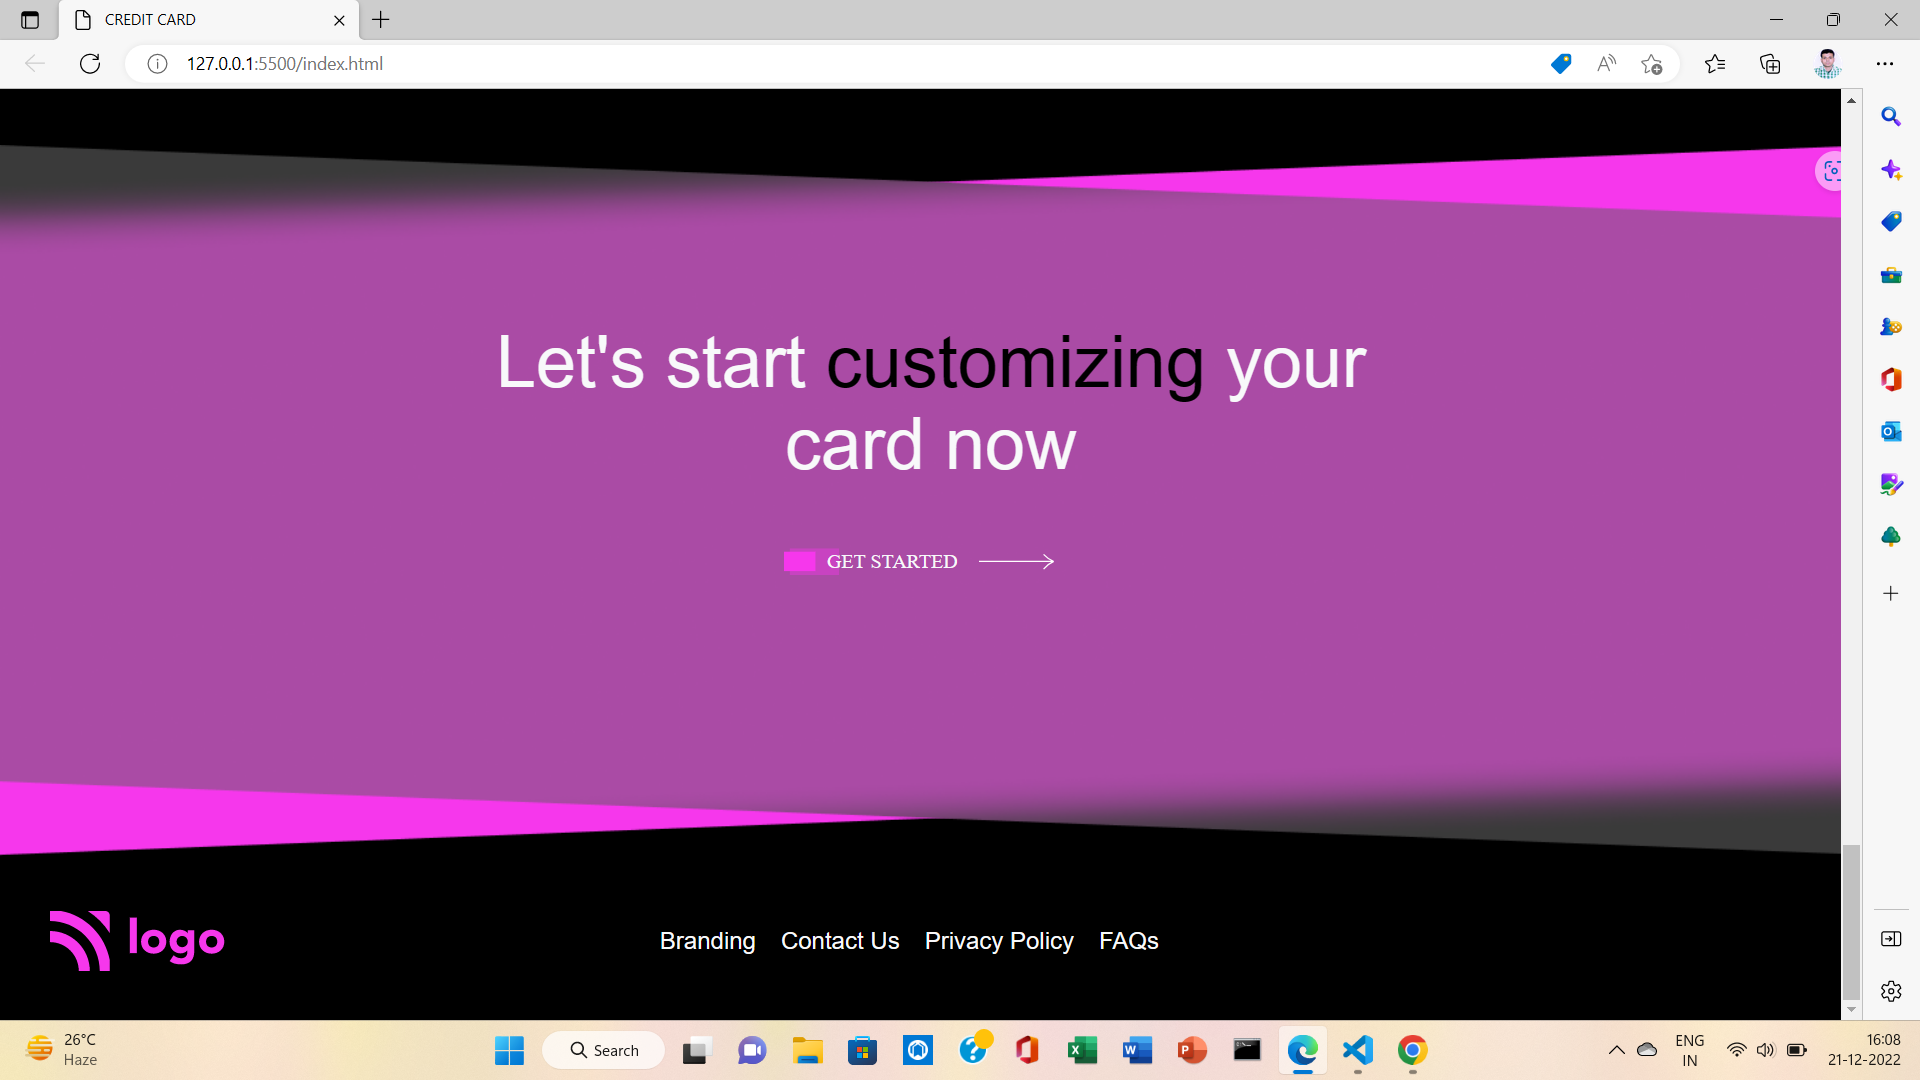 CREDIT CARD
127.0.0.1:5500/index.html
Let's start customizing your
card now
GET STARTED
logo
Branding Contact Us Privacy Policy FAQs
26°C
Haze
Search
ENG
IN
16:08
21-12-2022